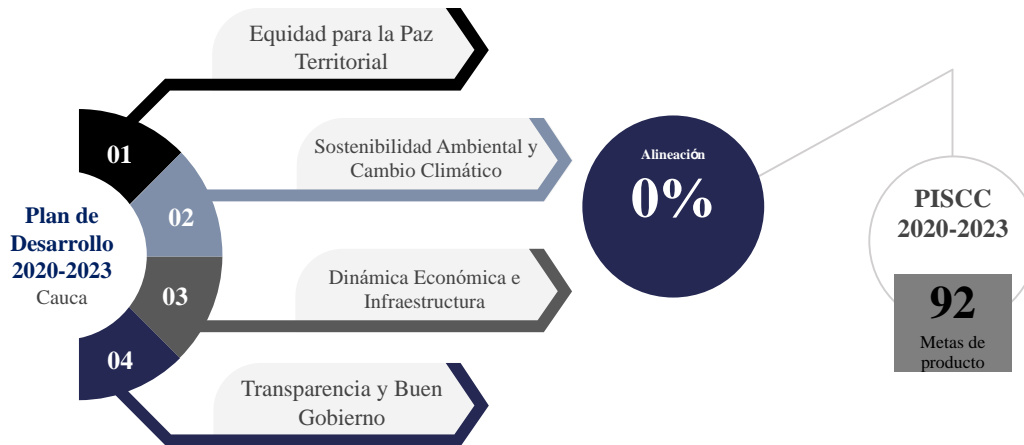 Equidad para la Paz
Territorial
Sostenibilidad Ambiental y
Cambio Climático
Dinámica Económica e
Infraestructura
Transparencia y Buen
Gobierno
01
02
03
04
Plan de
Desarrollo
2020-2023
Cauca
Alineación
0%
PISCC
2020-2023
92
Metas de
producto